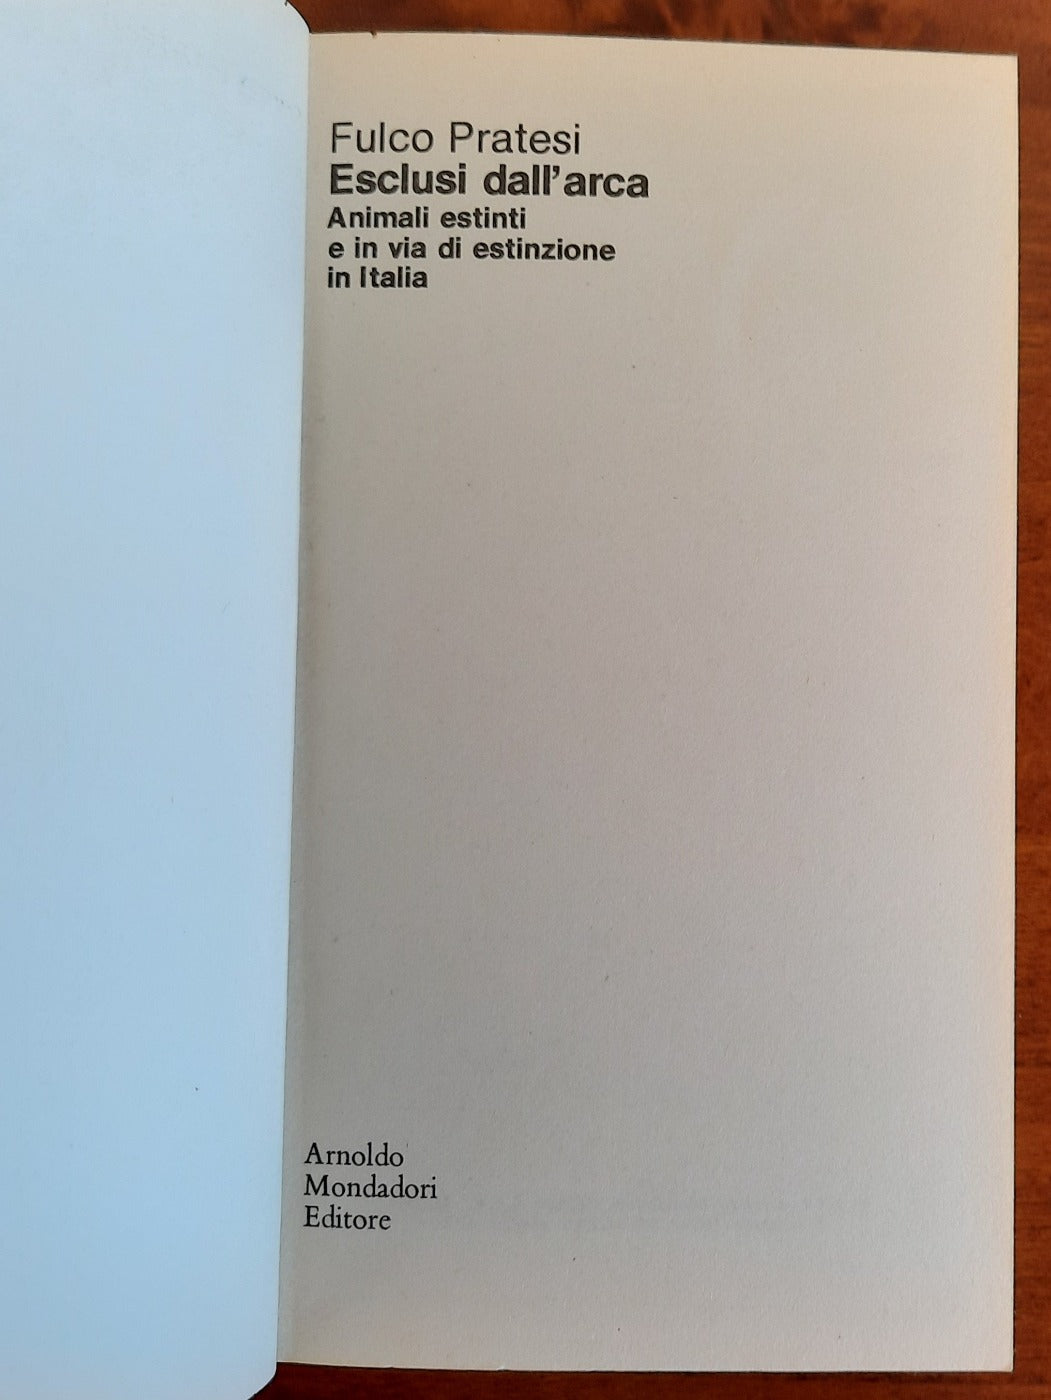 Fulco Pratesi
Esclusi dall'arca
Animali estinti
e in via di estinzione
in Italia
Arnoldo
Mondadori
Editore